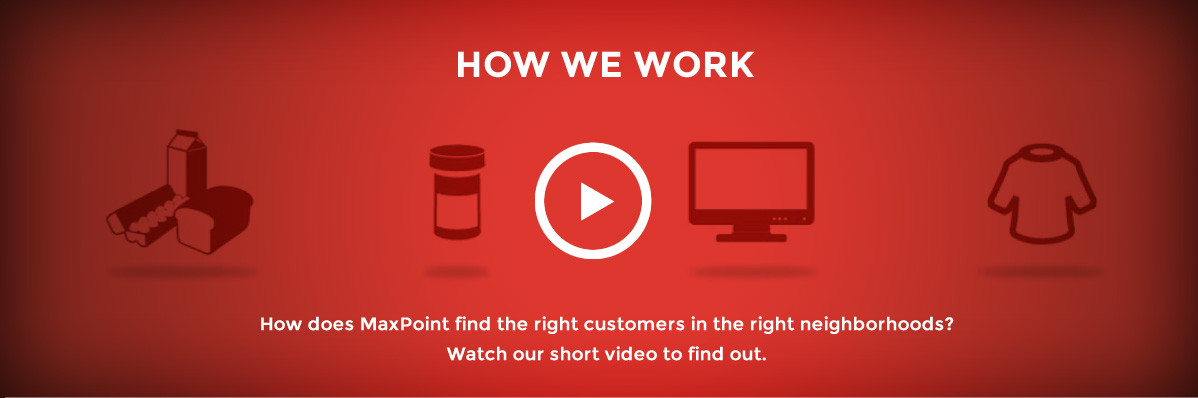 HOW WE WORK
How does MaxPoint find the right customers in the right neighborhoods?
Watch our short video to find out.